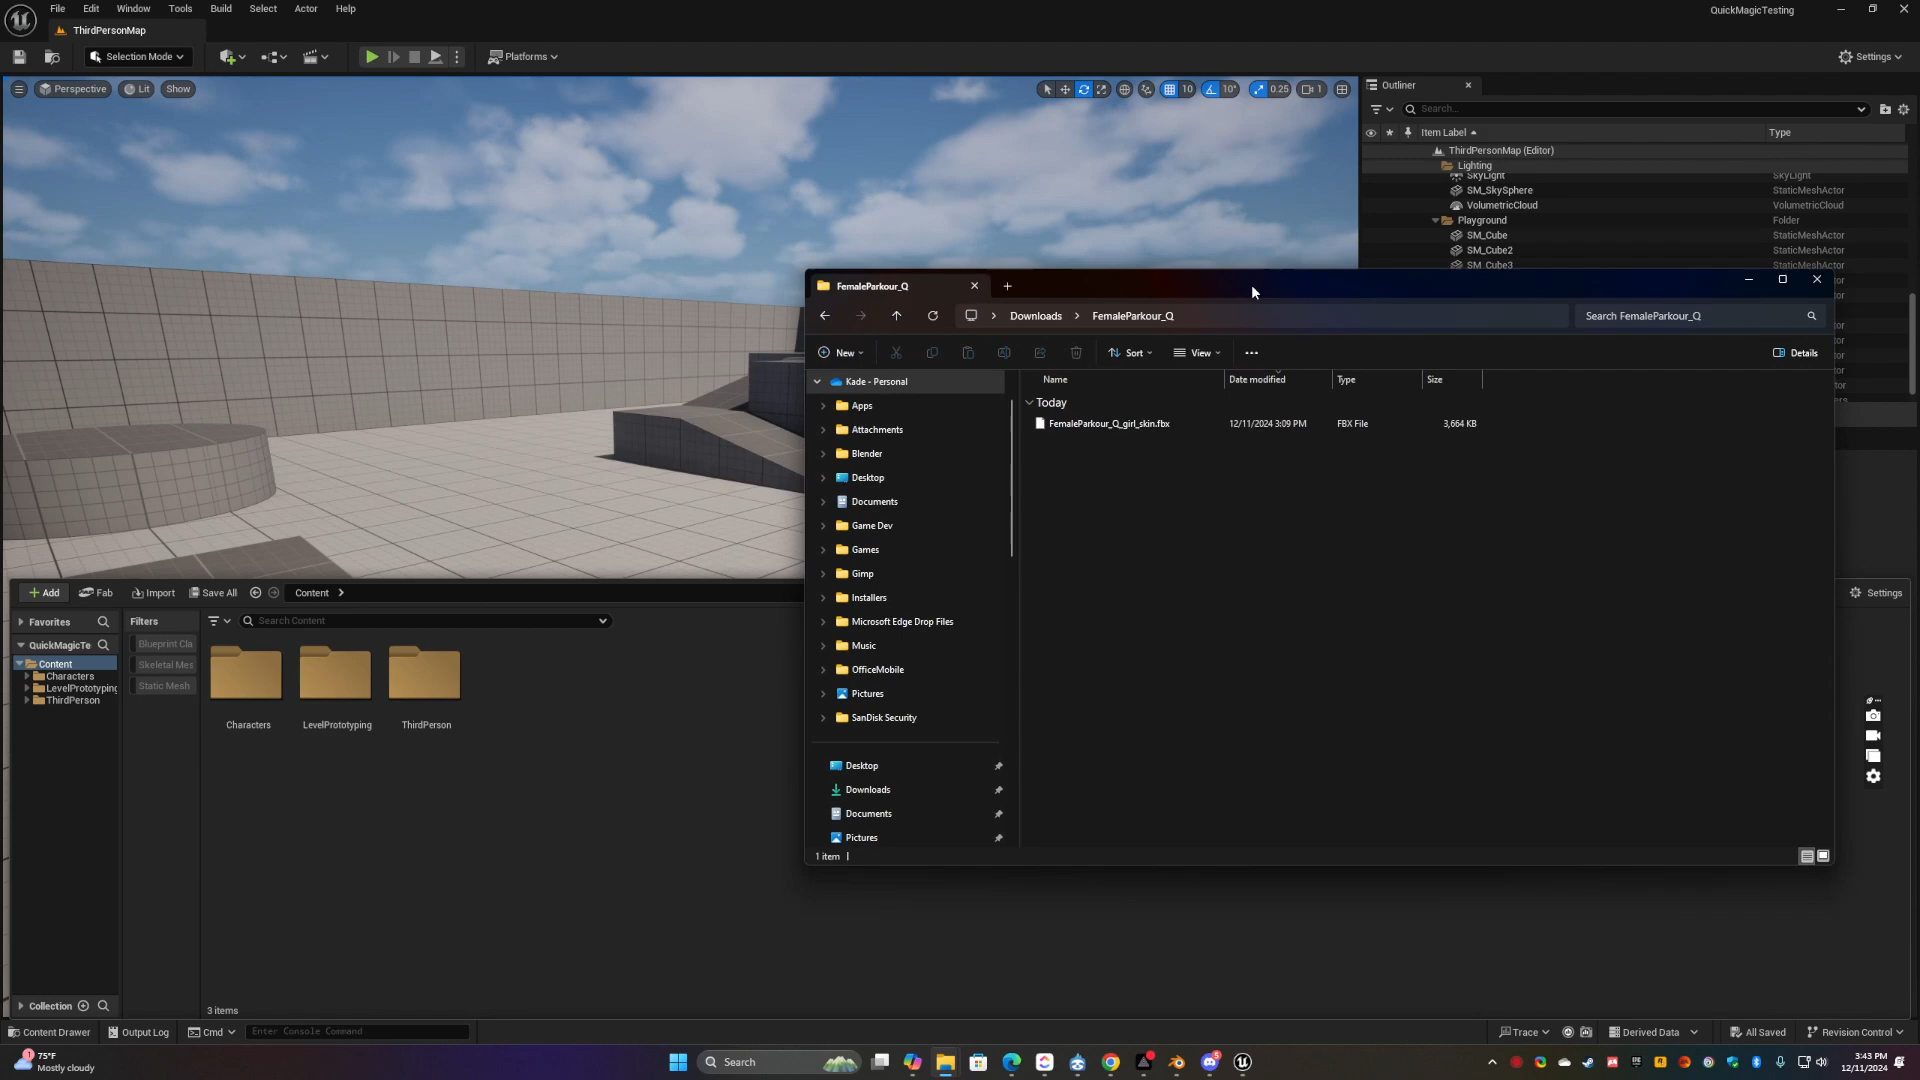 File Edit Window Tools Build Select Actor Help
QuickMagicTesting
ThirdPersonMap
Selection Mode
Platforms
Settings
Perspective Lit Show
10 10° 0.25 1
Outliner
Search...
Item Label Type
ThirdPersonMap (Editor)
Lighting
SkyLight SkyLight
SM_SkySphere StaticMeshActor
VolumetricCloud VolumetricCloud
Playground Folder
SM_Cube StaticMeshActor
SM_Cube2 StaticMeshActor
SM_Cube3 StaticMeshActor
FemaleParkour_Q
Downloads FemaleParkour_Q
Search FemaleParkour_Q
New Sort View Details
Name Date modified Type Size
Kade - Personal
Apps
Attachments
Blender
Desktop
Documents
Game Dev
Games
Gimp
Installers
Microsoft Edge Drop Files
Music
OfficeMobile
Pictures
SanDisk Security
Desktop
Downloads
Documents
Pictures
Today
FemaleParkour_Q_girl_skin.fbx 12/11/2024 3:09 PM FBX File 3,664 KB
1 item
Add Fab Import Save All Content
Settings
Favorites
QuickMagicTe
Content
Characters
LevelPrototyping
ThirdPerson
Filters
Blueprint Cla
Skeletal Mes
Static Mesh
Search Content
Characters LevelPrototyping ThirdPerson
Collection
3 items
Content Drawer Output Log Cmd Enter Console Command
Trace Derived Data All Saved Revision Control
75°F
Mostly cloudy
Search
3:43 PM
12/11/2024